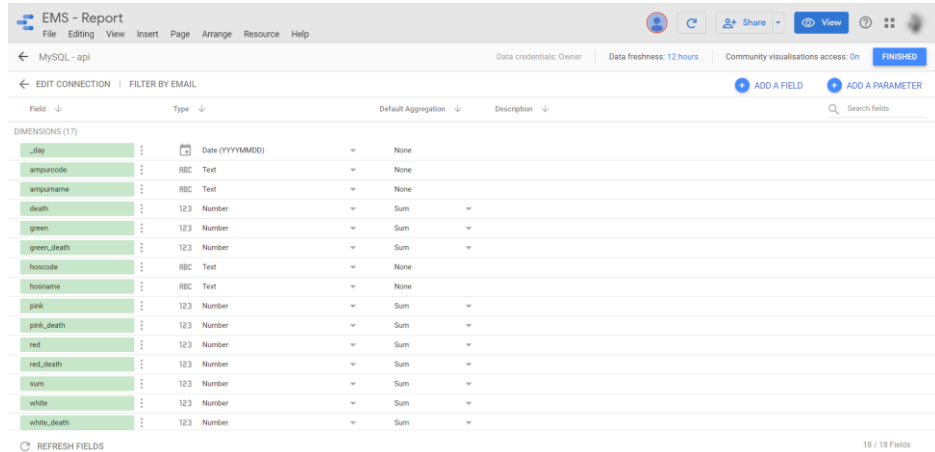 EMS - Report
File Editing View Insert Page Arrange Resource Help
Share
View
MySQL - api
Data credentials: Owner
Data freshness: 12 hours
Community visualisations access: On
FINISHED
EDIT CONNECTION | FILTER BY EMAIL
ADD A FIELD
ADD A PARAMETER
Field Type Default Aggregation Description
Search fields
DIMENSIONS (17)
_day Date (YYYYMMDD) None
ampurcode ABC Text None
ampurname ABC Text None
death 123 Number Sum
green 123 Number Sum
green_death 123 Number Sum
hoscode ABC Text None
hosname ABC Text None
pink 123 Number Sum
pink_death 123 Number Sum
red 123 Number Sum
red_death 123 Number Sum
sum 123 Number Sum
white 123 Number Sum
white_death 123 Number Sum
REFRESH FIELDS
18 / 18 Fields